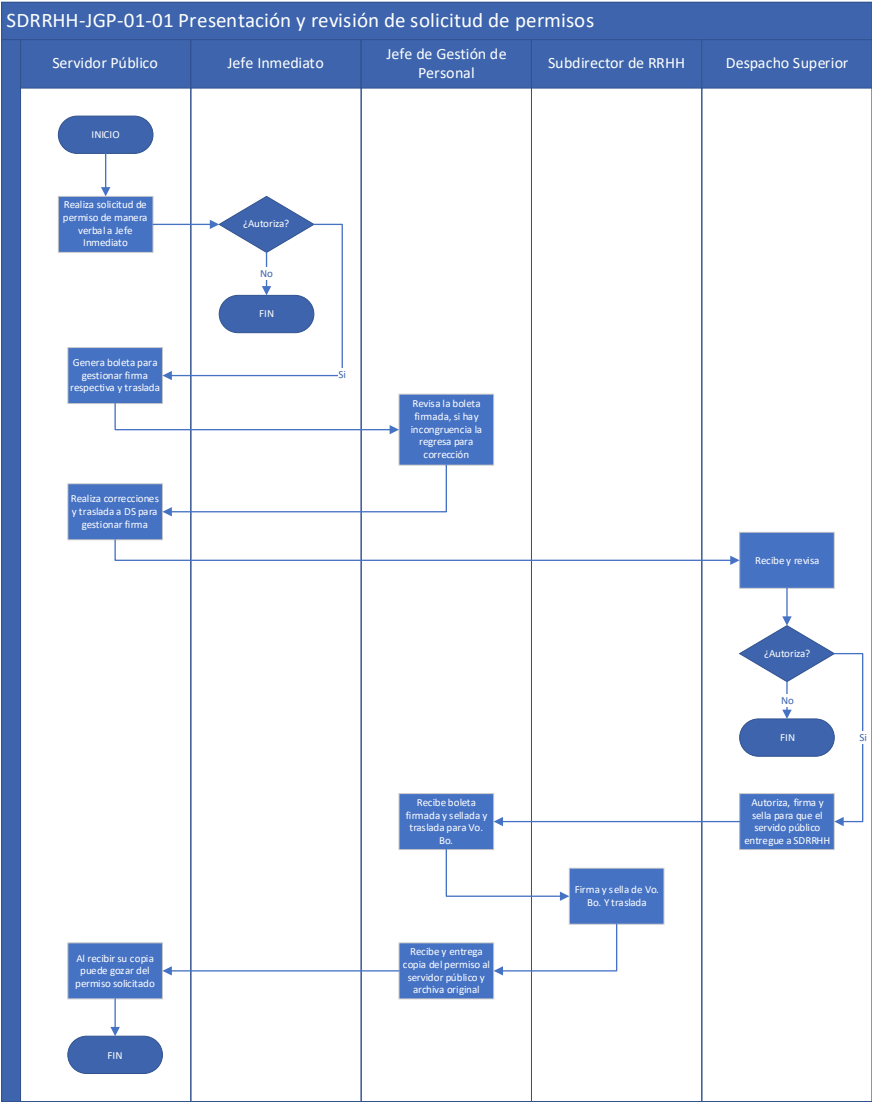 SDRRHH-JGP-01-01 Presentación y revisión de solicitud de permisos
Servidor Público
Jefe Inmediato
Jefe de Gestión de
Personal
Subdirector de RRHH
Despacho Superior
INICIO
Realiza solicitud de
permiso de manera
verbal a Jefe
Inmediato
¿Autoriza?
No
FIN
Si
Genera boleta para
gestionar firma
respectiva y traslada
Revisa la boleta
firmada, si hay
incongruencia la
regresa para
corrección
Realiza correcciones
y traslada a DS para
gestionar firma
Recibe y revisa
¿Autoriza?
No
FIN
Si
Autoriza, firma y
sella para que el
servido público
entregue a SDRRHH
Recibe boleta
firmada y sellada y
traslada para Vo.
Bo.
Firma y sella de Vo.
Bo. Y traslada
Recibe y entrega
copia del permiso al
servidor público y
archiva original
Al recibir su copia
puede gozar del
permiso solicitado
FIN